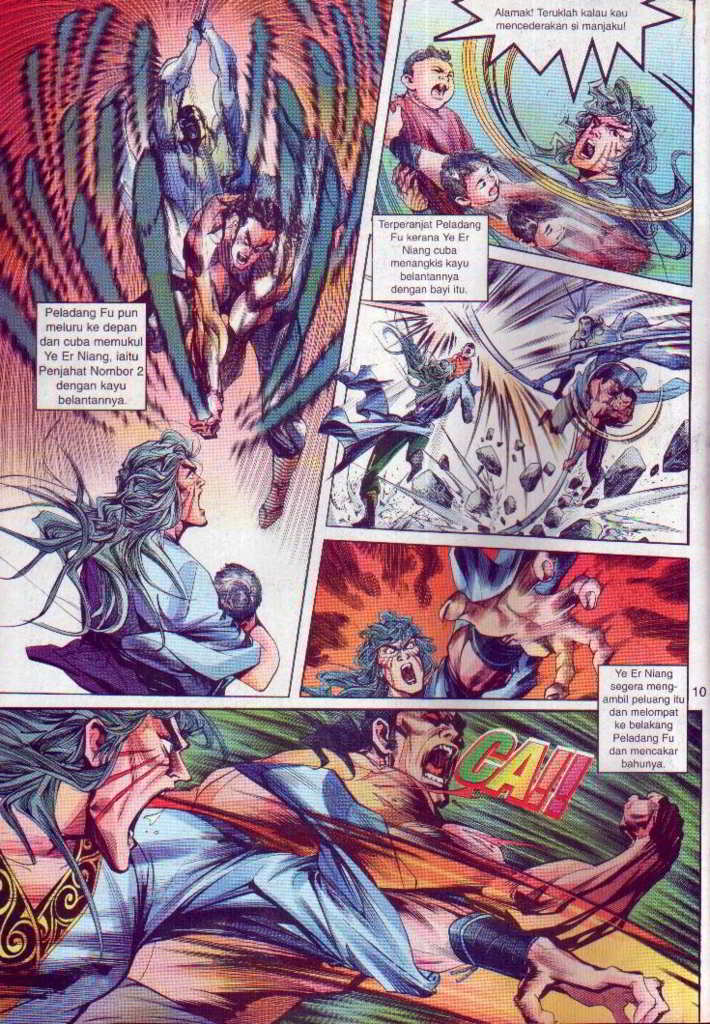 Peladang Fu pun
meluru ke depan
dan cuba memukul
Ye Er Niang, iaitu
Penjahat Nombor 2
dengan kayu
belantannya.
Alamak! Teruklah kalau kau
mencederakan si manjaku!
Terperanjat Peladang
Fu kerana Ye Er
Niang cuba
menangkis kayu
belantannya
dengan bayi itu.
Ye Er Niang
segera meng-
ambil peluang itu
dan melompat
ke belakang
Peladang Fu
dan mencakar
bahunya.
10
CA!!